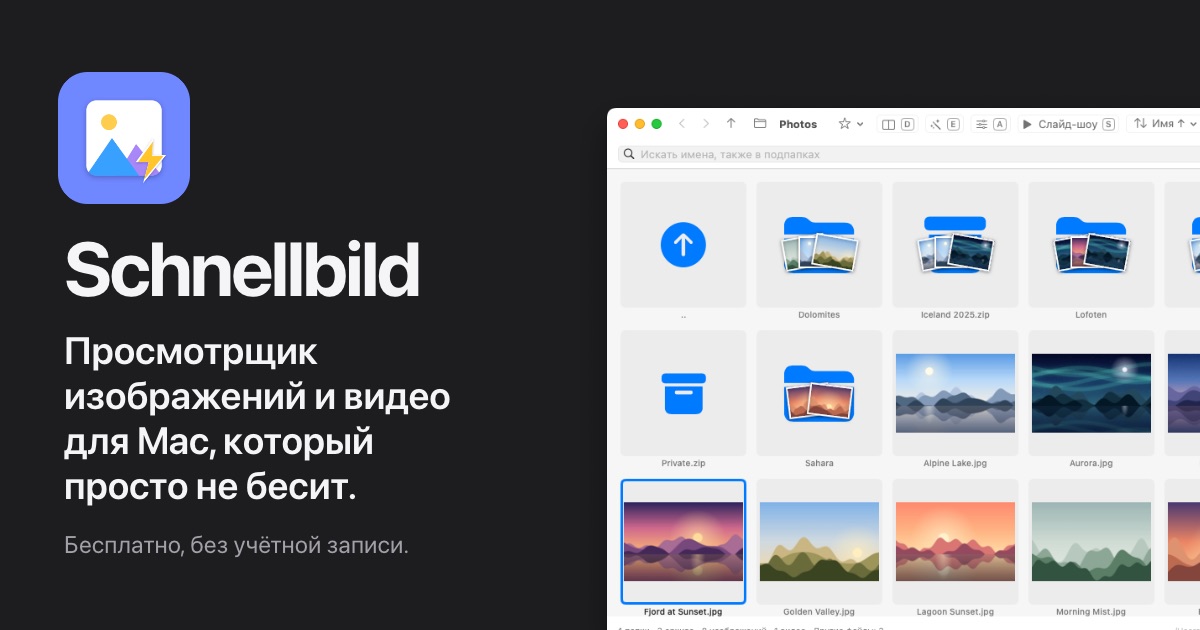 Schnellbild
Просмотрщик
изображений и видео
для Mac, который
просто не бесит.
Бесплатно, без учётной записи.
Photos
D
E
A
Слайд-шоу S
Имя
Искать имена, также в подпапках
..
Dolomites
Iceland 2025.zip
Lofoten
Private.zip
Sahara
Alpine Lake.jpg
Aurora.jpg
Fjord at Sunset.jpg
Golden Valley.jpg
Lagoon Sunset.jpg
Morning Mist.jpg